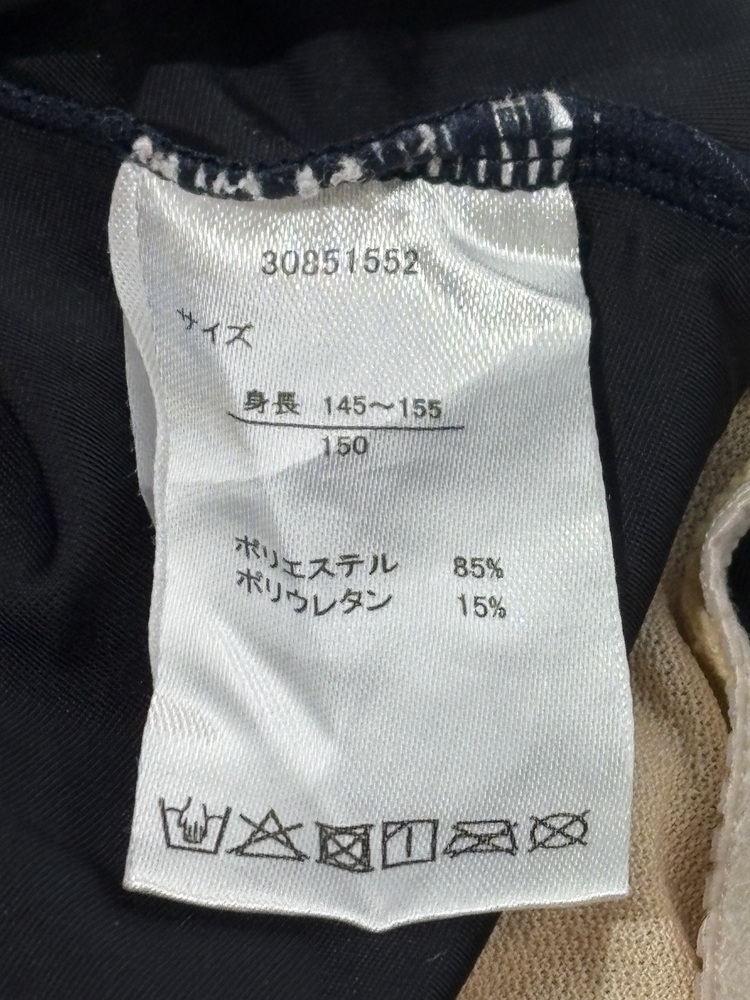 30851552
サイズ
身長 145～155
150
ポリエステル 85%
ポリウレタン 15%